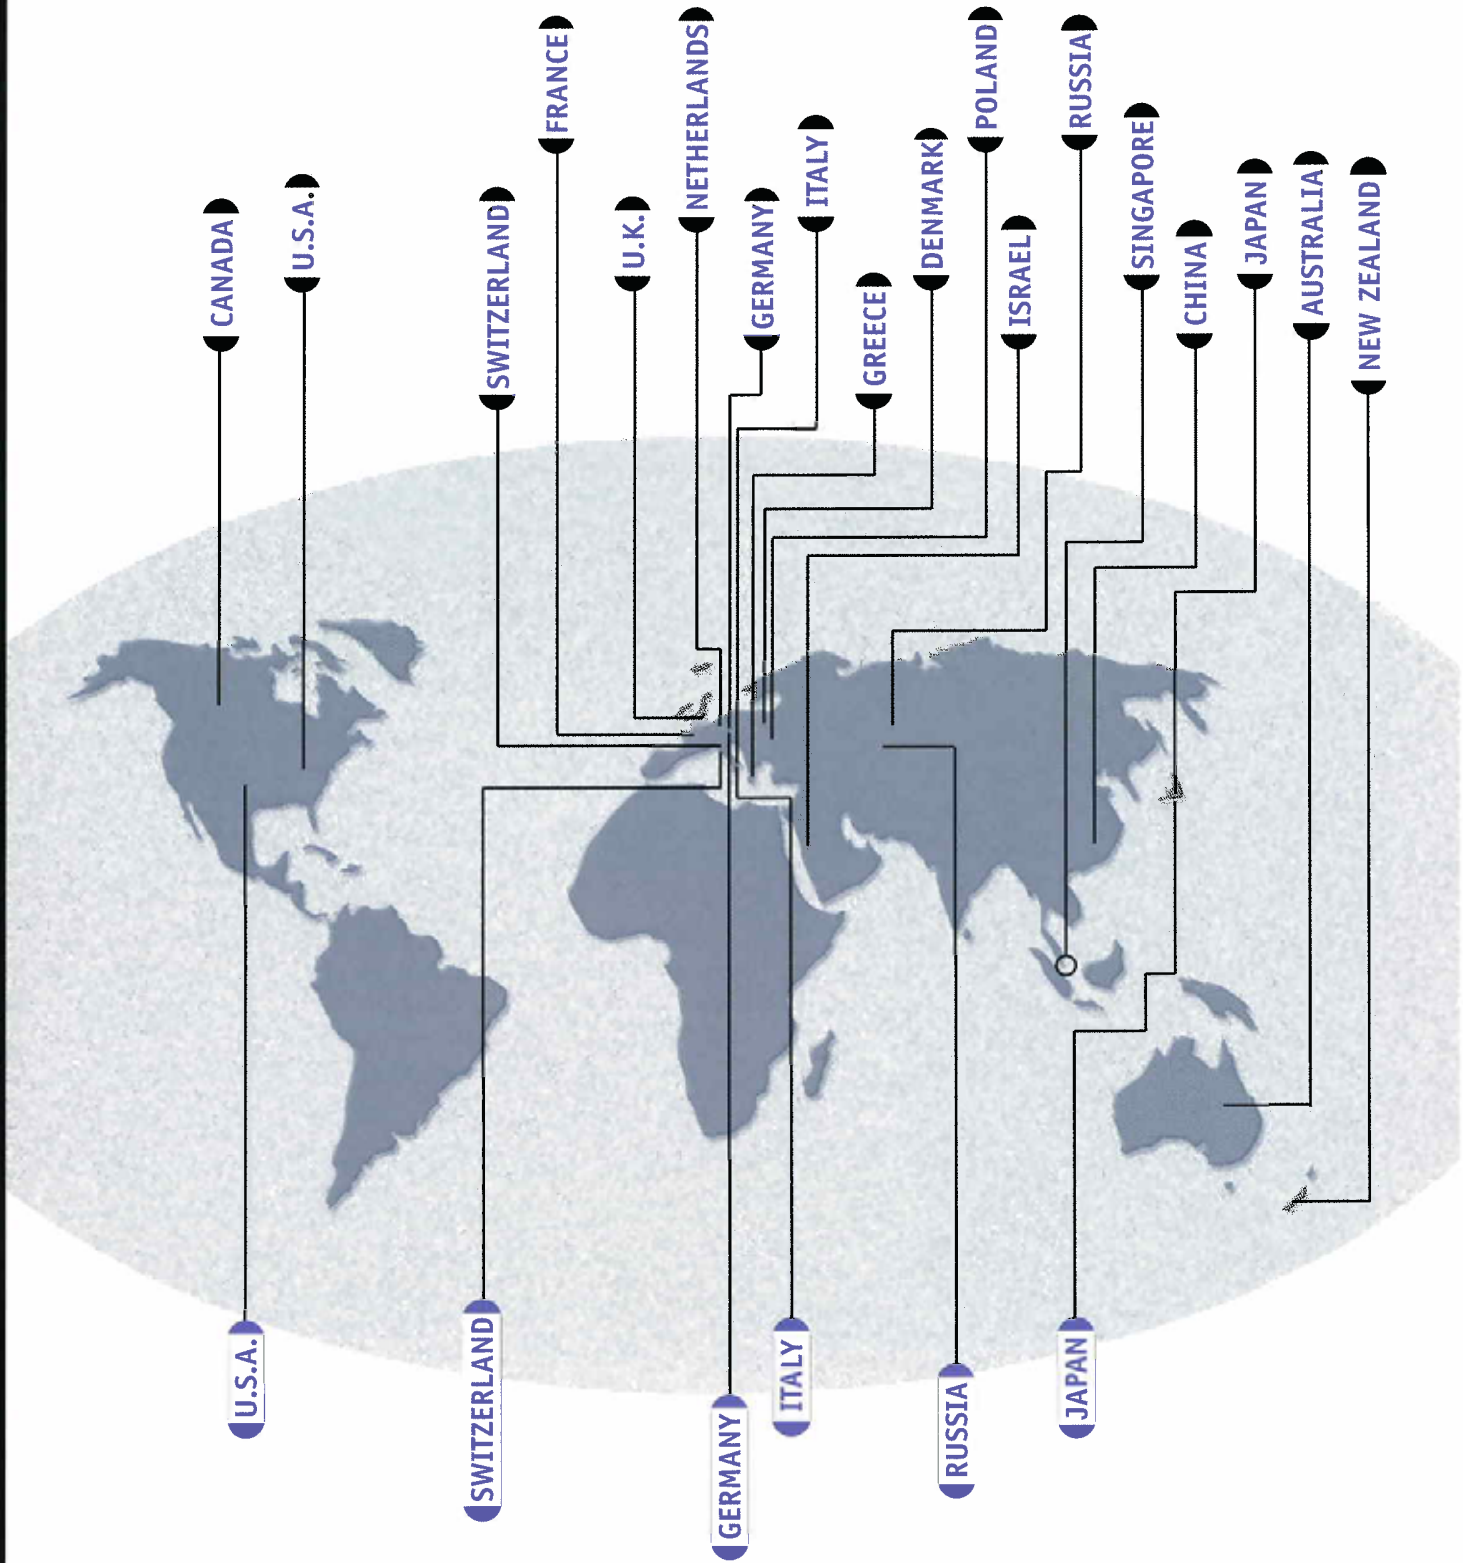 CANADA
U.S.A.
SWITZERLAND
FRANCE
U.K.
NETHERLANDS
GERMANY
ITALY
GREECE
DENMARK
POLAND
ISRAEL
RUSSIA
SINGAPORE
CHINA
JAPAN
AUSTRALIA
NEW ZEALAND
U.S.A.
SWITZERLAND
GERMANY
ITALY
RUSSIA
JAPAN